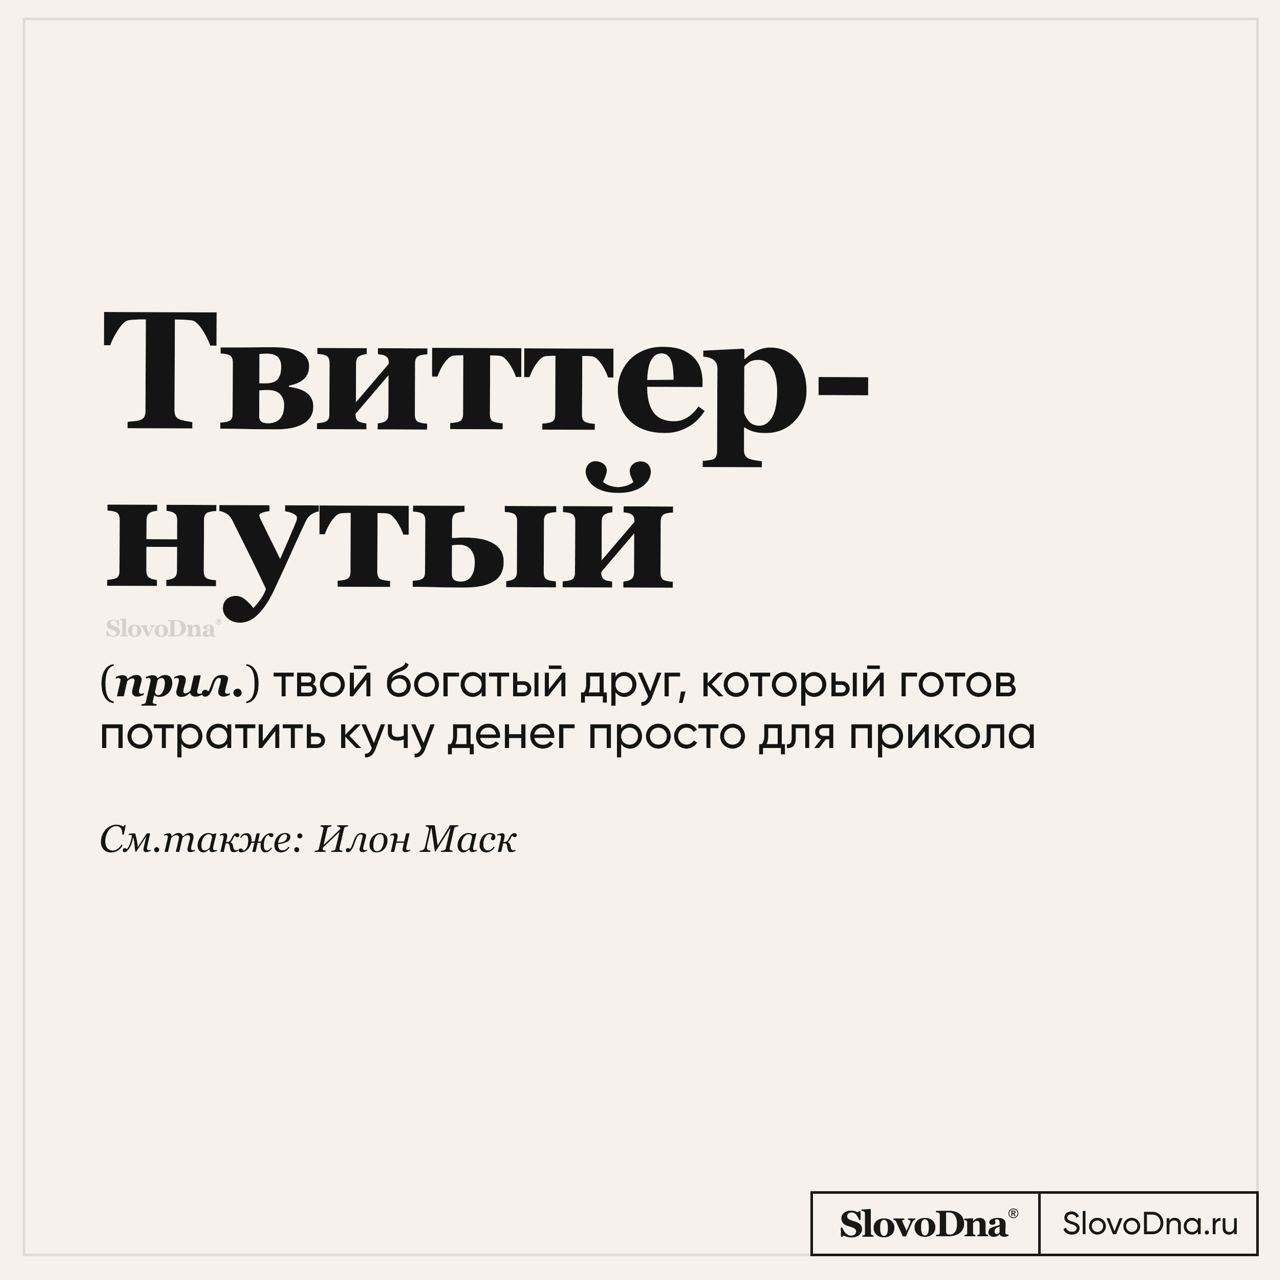 Твиттер-
нутый
SlovoDna®
(прил.) твой богатый друг, который готов
потратить кучу денег просто для прикола
См.также: Илон Маск
SlovoDna® SlovoDna.ru